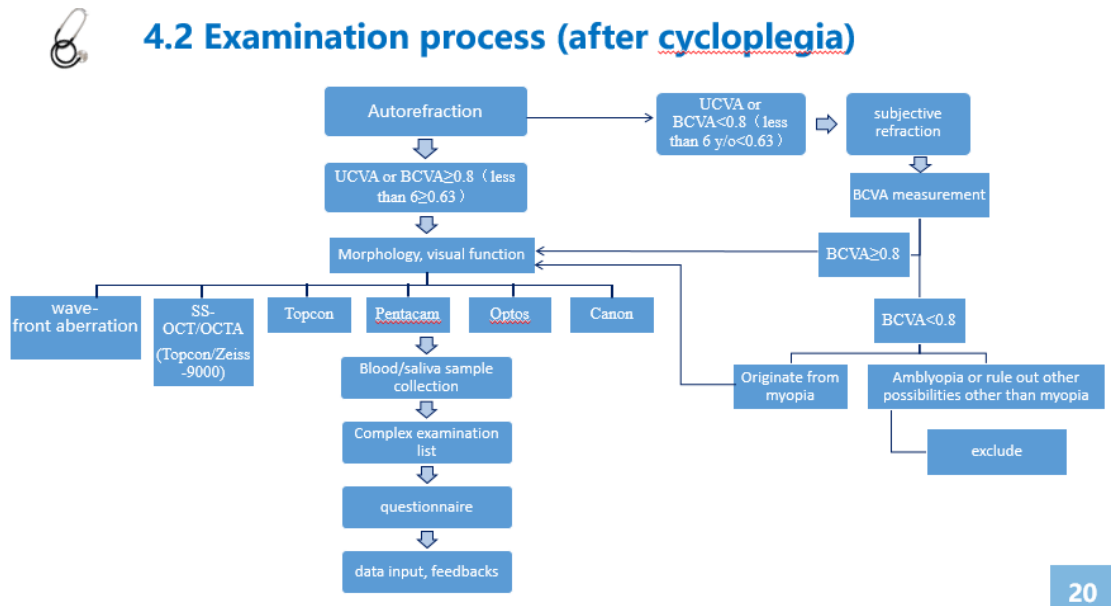 4.2 Examination process (after cycloplegia)
Autorefraction
UCVA or
BCVA<0.8（less
than 6 y/o<0.63）
subjective
refraction
UCVA or BCVA≥0.8（less
than 6≥0.63）
BCVA measurement
Morphology, visual function
BCVA≥0.8
wave-
front aberration
SS-
OCT/OCTA
(Topcon/Zeiss
-9000)
Topcon
Pentacam
Optos
Canon
BCVA<0.8
Blood/saliva sample
collection
Originate from
myopia
Amblyopia or rule out other
possibilities other than myopia
Complex examination
list
exclude
questionnaire
data input, feedbacks
20